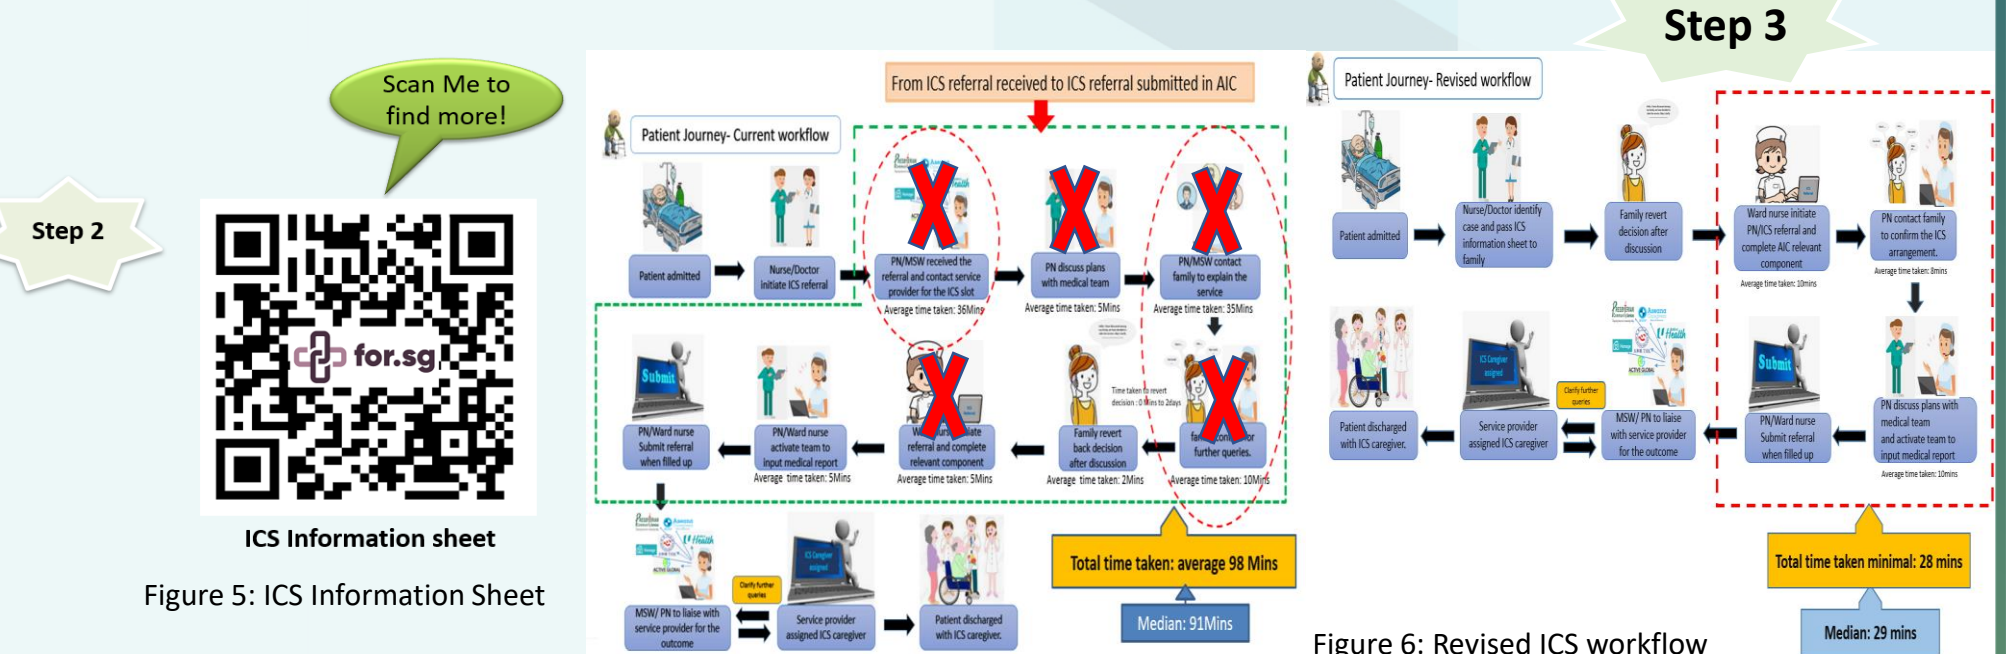 Step 2
Scan Me to
find more!
for.sg
ICS Information sheet
Figure 5: ICS Information Sheet
From ICS referral received to ICS referral submitted in AIC
Patient Journey- Current workflow
Patient admitted
Nurse/Doctor
initiate ICS referral
PN/MSW received the
referral and contact service
provider for the ICS slot
Average time taken: 36Mins
PN discuss plans
with medical team
Average time taken: 5Mins
PN/MSW contact
family to explain the
service
Average time taken: 35Mins
further queries.
Average time taken: 10Mins
Time taken to revert
decision : 0 Mins to 2days
Family revert
back decision
after discussion
Average time taken: 2Mins
referral and complete
relevant component
Average time taken: 5Mins
PN/Ward nurse
activate team to
input medical report
Average time taken: 5Mins
Submit
PN/Ward nurse
Submit referral
when filled up
Health
ACTIVE GLOBAL
MSW/ PN to liaise with
service provider for the
outcome
Clarify further
queries
ICS Caregiver
assigned
Service provider
assigned ICS caregiver
Patient discharged
with ICS caregiver.
Total time taken: average 98 Mins
Median: 91Mins
Step 3
Patient Journey- Revised workflow
Patient admitted
Nurse/Doctor identify
case and pass ICS
information sheet to
family
Family revert
decision after
discussion
Ward nurse initiate
PN/ICS referral and
complete AIC relevant
component
Average time taken: 10mins
PN contact family
to confirm the ICS
arrangement.
Average time taken: 8mins
PN discuss plans with
medical team
and activate team to
input medical report
Average time taken: 10mins
Submit
PN/Ward nurse
Submit referral
when filled up
Health
ACTIVE GLOBAL
MSW/ PN to liaise
with service provider
for the outcome
Clarify further
queries
ICS Caregiver
assigned
Service provider
assigned ICS caregiver
Patient discharged
with ICS caregiver.
Total time taken minimal: 28 mins
Median: 29 mins
Figure 6: Revised ICS workflow